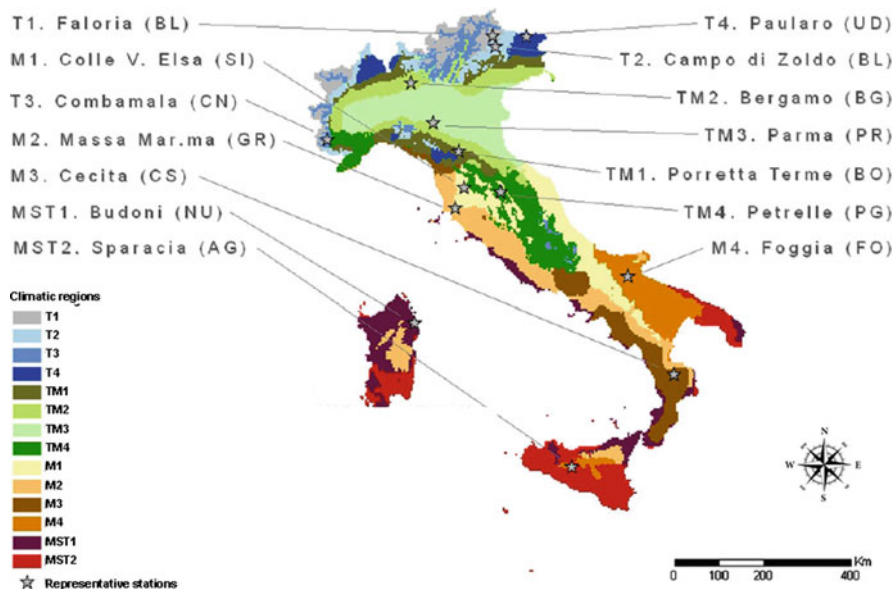 T1. Faloria (BL)
M1. Colle V. Elsa (SI)
T3. Combamala (CN)
M2. Massa Mar.ma (GR)
M3. Cecita (CS)
MST1. Budoni (NU)
MST2. Sparacia (AG)
T4. Paularo (UD)
T2. Campo di Zoldo (BL)
TM2. Bergamo (BG)
TM3. Parma (PR)
TM1. Porretta Terme (BO)
TM4. Petrelle (PG)
M4. Foggia (FO)
Climatic regions
T1
T2
T3
T4
TM1
TM2
TM3
TM4
M1
M2
M3
M4
MST1
MST2
Representative stations
N
W E
S
Km
0 100 200 400